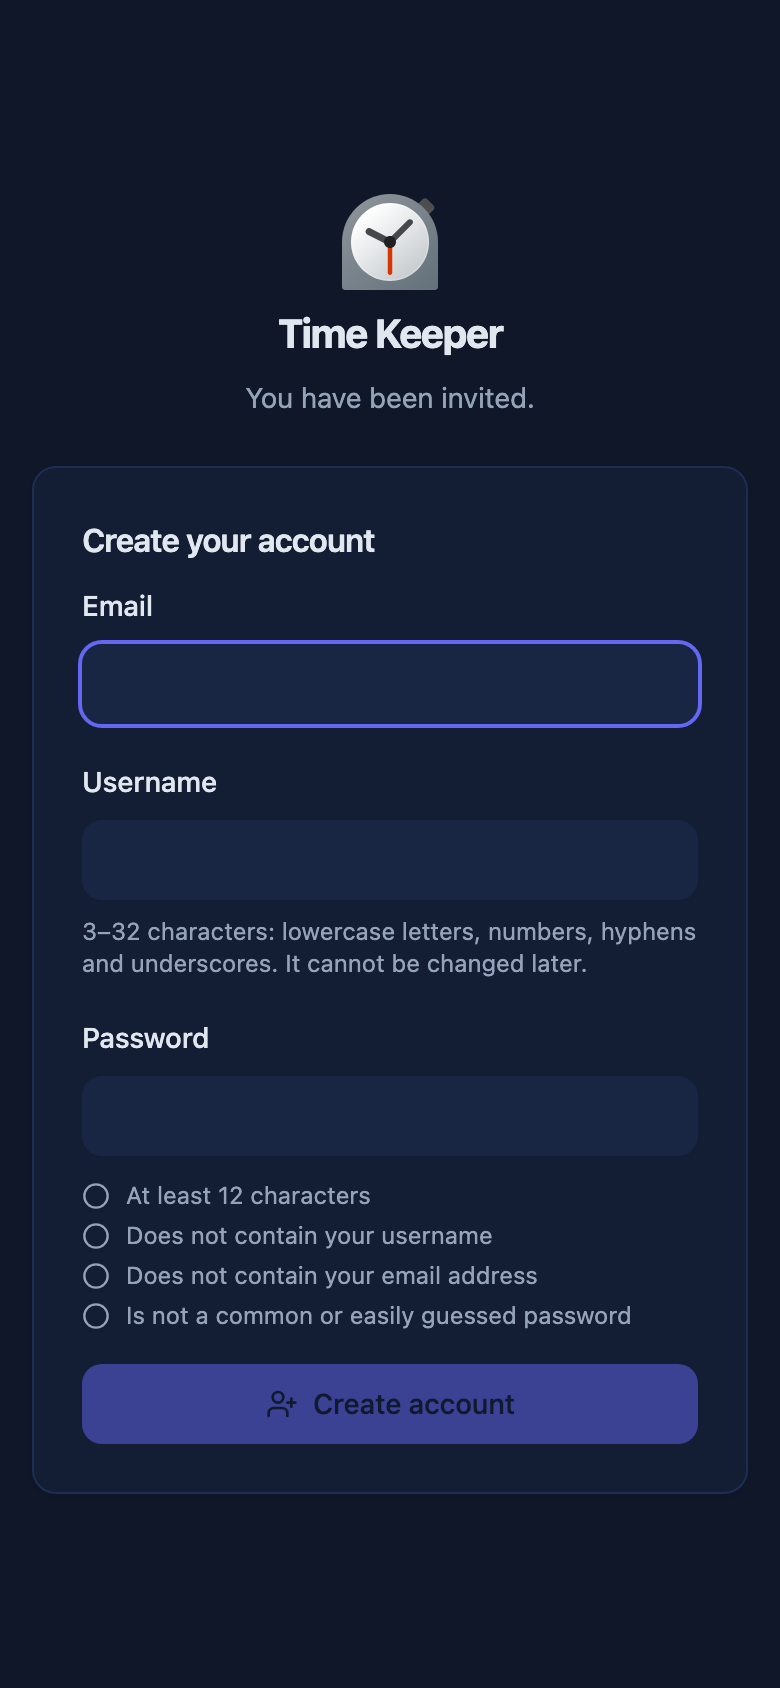 Time Keeper
You have been invited.
Create your account
Email
Username
3–32 characters: lowercase letters, numbers, hyphens
and underscores. It cannot be changed later.
Password
At least 12 characters
Does not contain your username
Does not contain your email address
Is not a common or easily guessed password
Create account